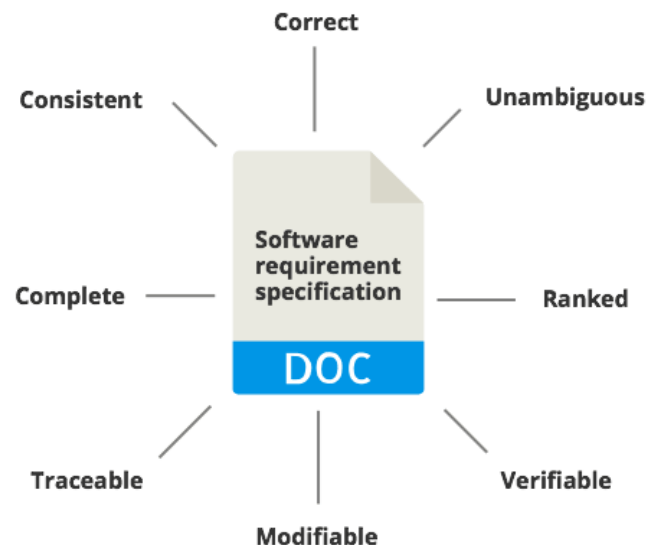 Correct
Consistent
Unambiguous
Software
requirement
specification
Complete
Ranked
DOC
Traceable
Verifiable
Modifiable